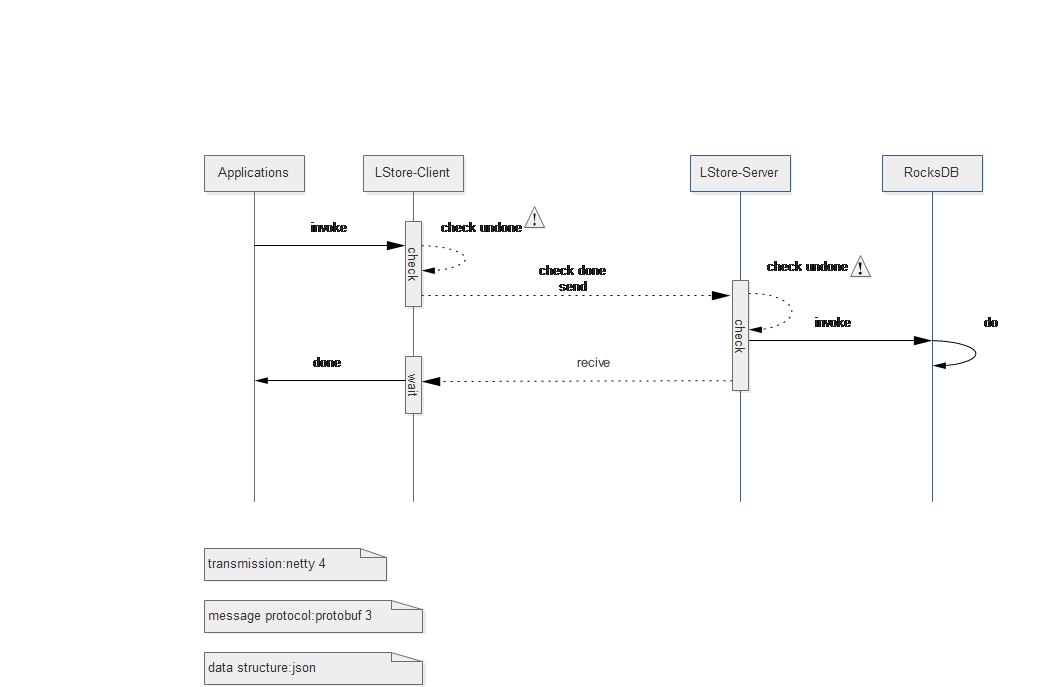 Applications
LStore-Client
LStore-Server
RocksDB
invoke
check undone
!
check
check done
send
check undone
!
check
invoke
do
done
wait
recive
transmission:netty 4
message protocol:protobuf 3
data structure:json